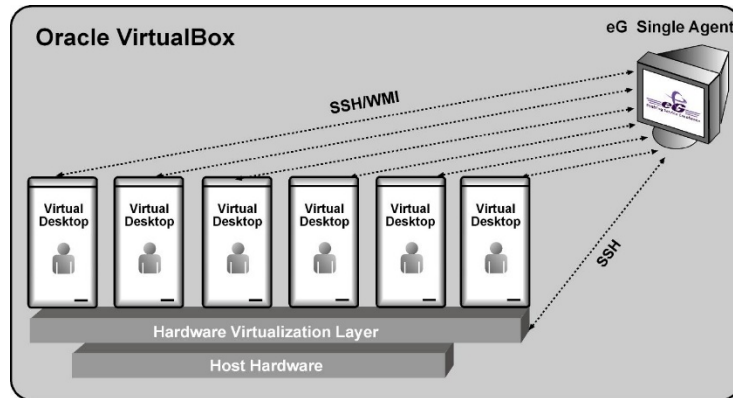 Oracle VirtualBox
eG Single Agent
SSH/WMI
eG
Virtual
Desktop
Virtual
Desktop
Virtual
Desktop
Virtual
Desktop
Virtual
Desktop
Virtual
Desktop
SSH
Hardware Virtualization Layer
Host Hardware